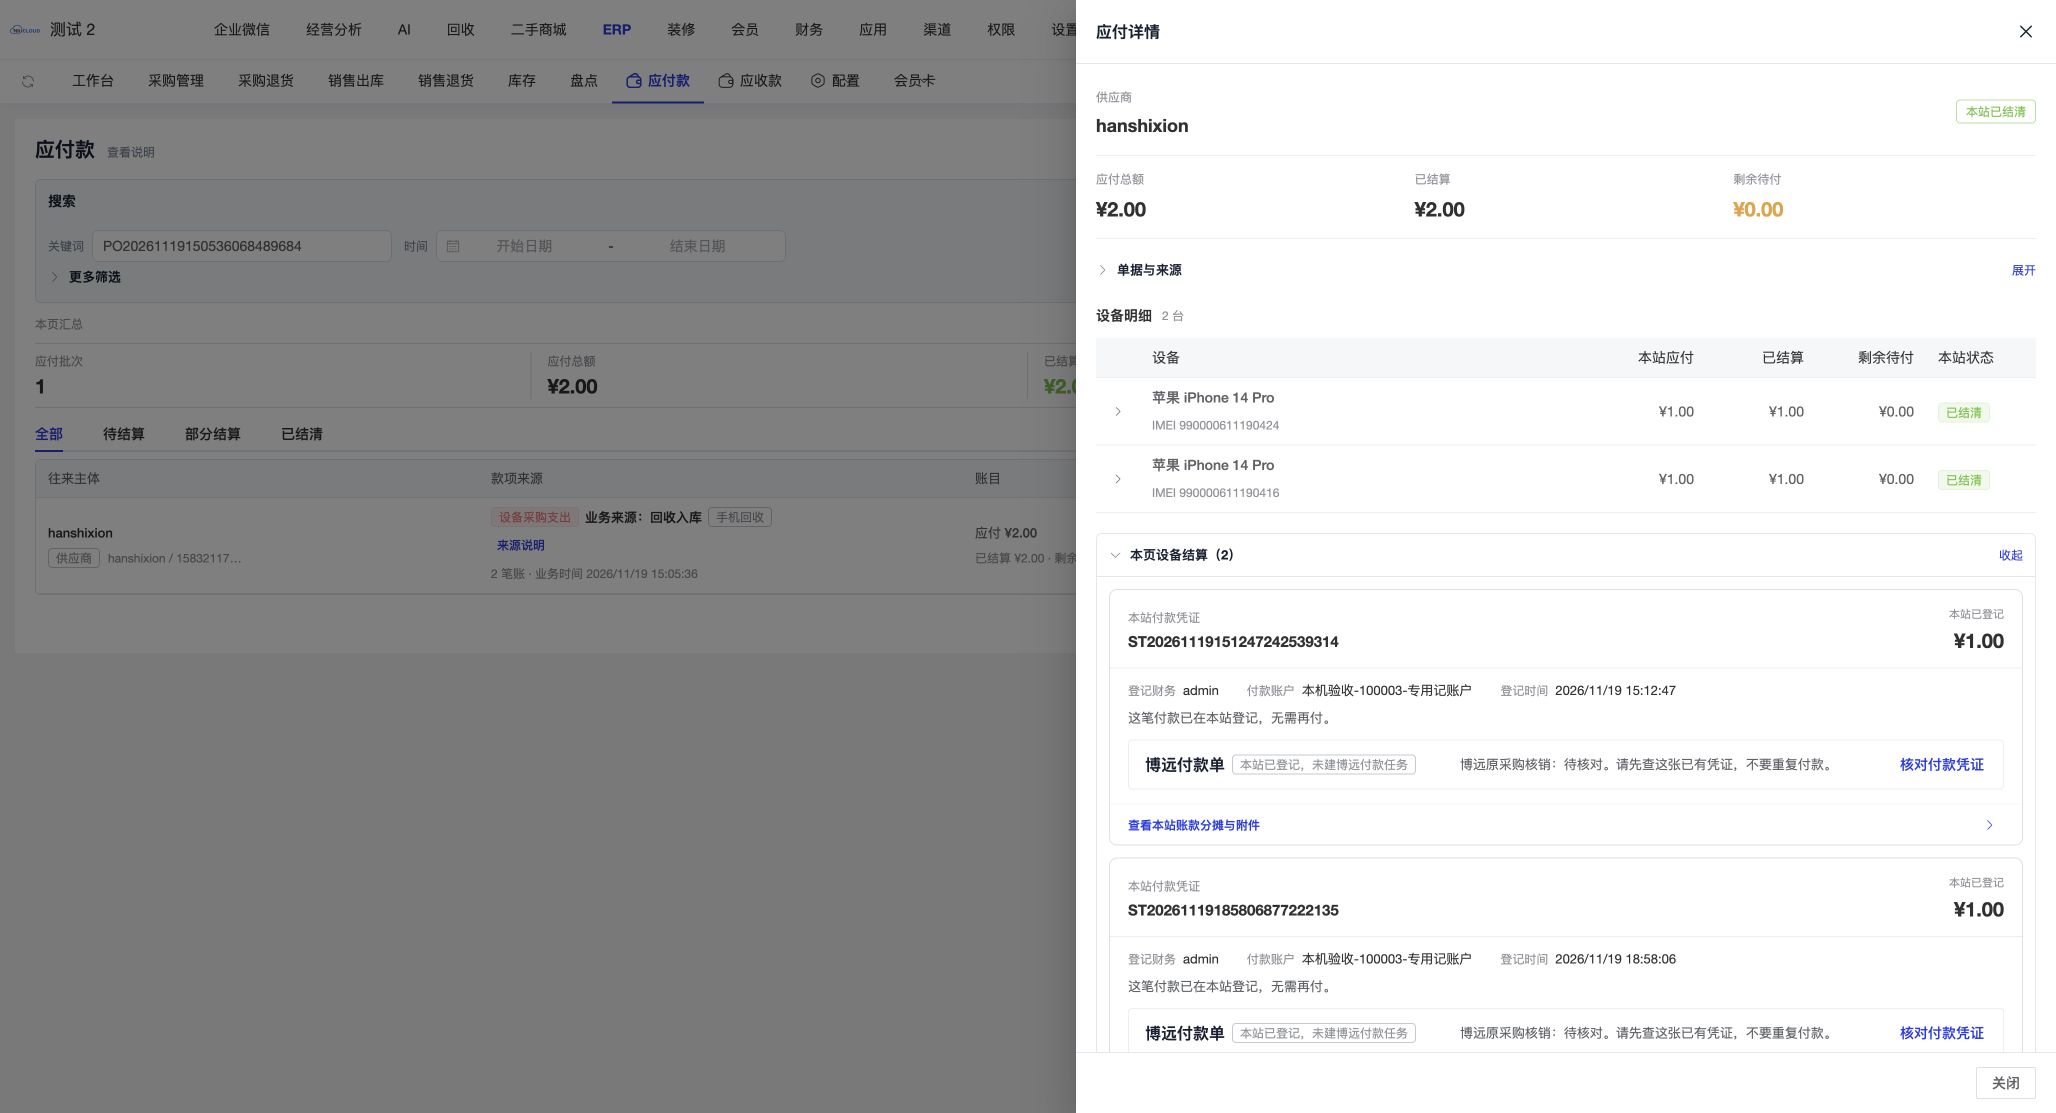 测试 2
企业微信 经营分析 AI 回收 二手商城 ERP 装修 会员 财务 应用 渠道 权限 设置
工作台 采购管理 采购退货 销售出库 销售退货 库存 盘点 应付款 应收款 配置 会员卡
应付款 查看说明
搜索
关键词 PO20261119150536068489684 时间 开始日期 - 结束日期
更多筛选
本页汇总
应付批次 应付总额 已结算
1 ¥2.00
全部 待结算 部分结算 已结清
往来主体 款项来源 账目
设备采购支出 业务来源：回收入库 手机回收
hanshixion 应付 ¥2.00
来源说明
供应商 hanshixion / 15832117... 已结算 ¥2.00 · 剩余
2 笔账 · 业务时间 2026/11/19 15:05:36
应付详情
供应商
hanshixion
本站已结清
应付总额 已结算 剩余待付
¥2.00 ¥2.00 ¥0.00
单据与来源 展开
设备明细 2 台
设备 本站应付 已结算 剩余待付 本站状态
苹果 iPhone 14 Pro
IMEI 990000611190424
¥1.00 ¥1.00 ¥0.00 已结清
苹果 iPhone 14 Pro
IMEI 990000611190416
¥1.00 ¥1.00 ¥0.00 已结清
本页设备结算（2） 收起
本站付款凭证 本站已登记
ST20261119151247242539314 ¥1.00
登记财务 admin 付款账户 本机验收-100003-专用记账户 登记时间 2026/11/19 15:12:47
这笔付款已在本站登记，无需再付。
博远付款单 本站已登记，未建博远付款任务 博远原采购核销：待核对。请先查这张已有凭证，不要重复付款。 核对付款凭证
查看本站账款分摊与附件
本站付款凭证 本站已登记
ST20261119185806877222135 ¥1.00
登记财务 admin 付款账户 本机验收-100003-专用记账户 登记时间 2026/11/19 18:58:06
这笔付款已在本站登记，无需再付。
博远付款单 本站已登记，未建博远付款任务 博远原采购核销：待核对。请先查这张已有凭证，不要重复付款。 核对付款凭证
关闭